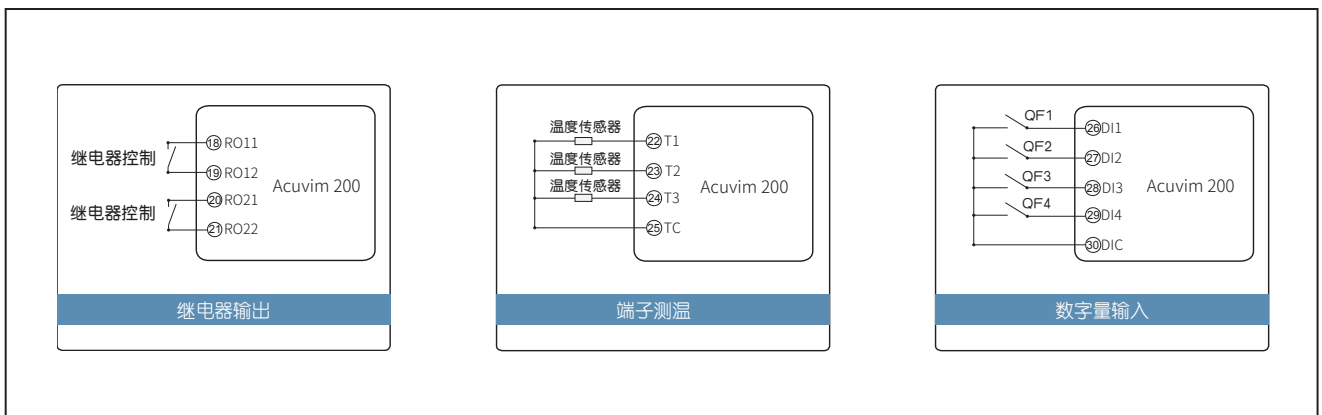 继电器控制
继电器控制
⑱RO11
⑲RO12
⑳RO21
㉑RO22
Acuvim 200
继电器输出
温度传感器
温度传感器
温度传感器
㉒T1
㉓T2
㉔T3
㉕TC
Acuvim 200
端子测温
QF1
QF2
QF3
QF4
㉖DI1
㉗DI2
㉘DI3
㉙DI4
㉚DIC
Acuvim 200
数字量输入